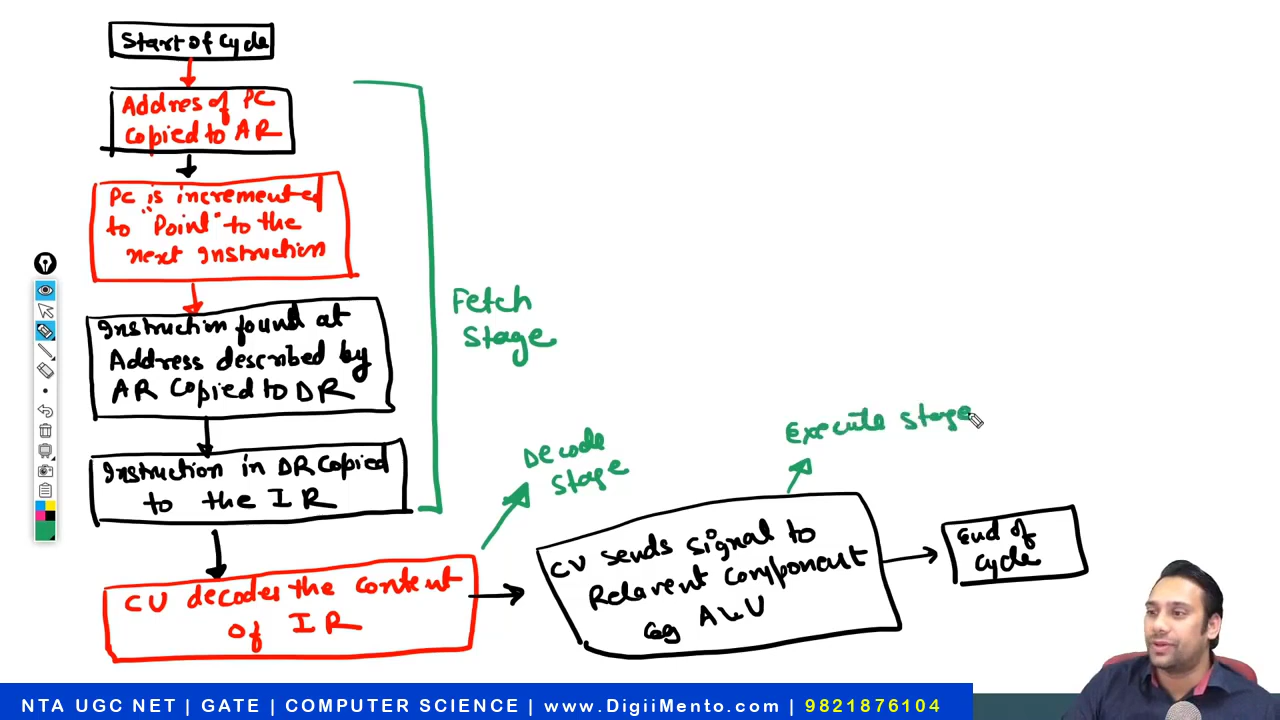 Start of Cycle
Addres of PC
Copied to AR
PC is incremented
to "Point" to the
next Instruction
Instruction found at
Address described by
AR Copied to DR
Instruction in DR Copied
to the IR
Fetch
Stage
CU decodes the content
of IR
Decode
Stage
CU sends signal to
Relavent component
eg ALU
Execute stage
End of
Cycle
NTA UGC NET | GATE | COMPUTER SCIENCE | www.DigiiMento.com | 9821876104